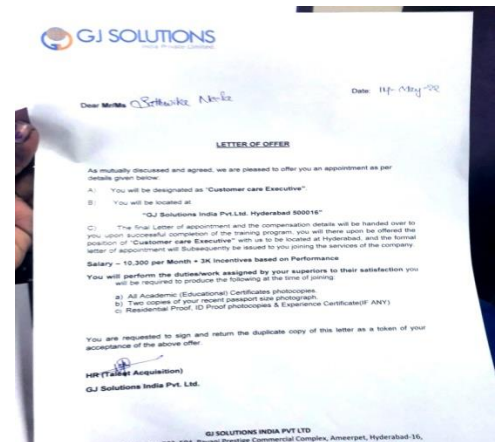 GJ SOLUTIONS
India Private Limited
Date: 14-May-22
Dear Mr/Ms
LETTER OF OFFER
As mutually discussed and agreed, we are pleased to offer you an appointment as per
details given below:
A) You will be designated as "Customer care Executive".
B) You will be located at
"GJ Solutions India Pvt.Ltd. Hyderabad 500016"
C: The final Letter of appointment and the compensation details will be handed over to
you upon successful completion of the training program, you will there upon be offered the
position of "Customer care Executive" with us to be located at Hyderabad, and the formal
letter of appointment will Subsequently be issued to you joining the services of the company.
Salary – 10,300 per Month + 3K Incentives based on Performance
You will perform the duties/work assigned by your superiors to their satisfaction you
will be required to produce the following at the time of joining:
a) All Academic (Educational) Certificates photocopies.
b) Two copies of your recent passport size photograph.
c) Residential Proof, ID Proof photocopies & Experience Certificate(IF ANY)
You are requested to sign and return the duplicate copy of this letter as a token of your
acceptance of the above offer.
HR (Talent Acquisition)
GJ Solutions India Pvt. Ltd.
GJ SOLUTIONS INDIA PVT LTD
Prestige Commercial Complex, Ameerpet, Hyderabad-16,